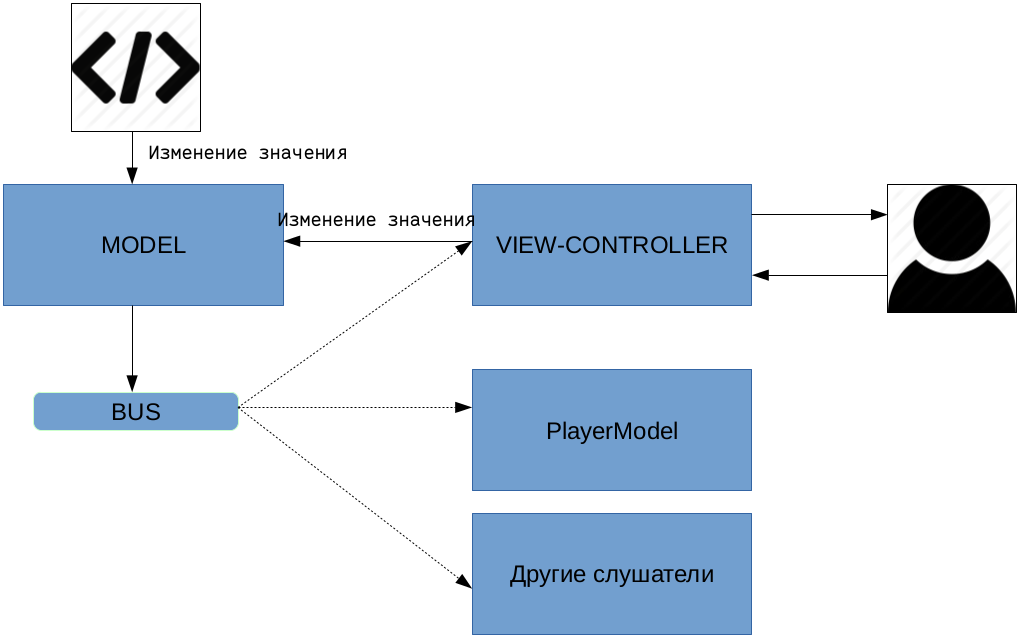 </>
Изменение значения
Изменение значения
MODEL
VIEW-CONTROLLER
BUS
PlayerModel
Другие слушатели